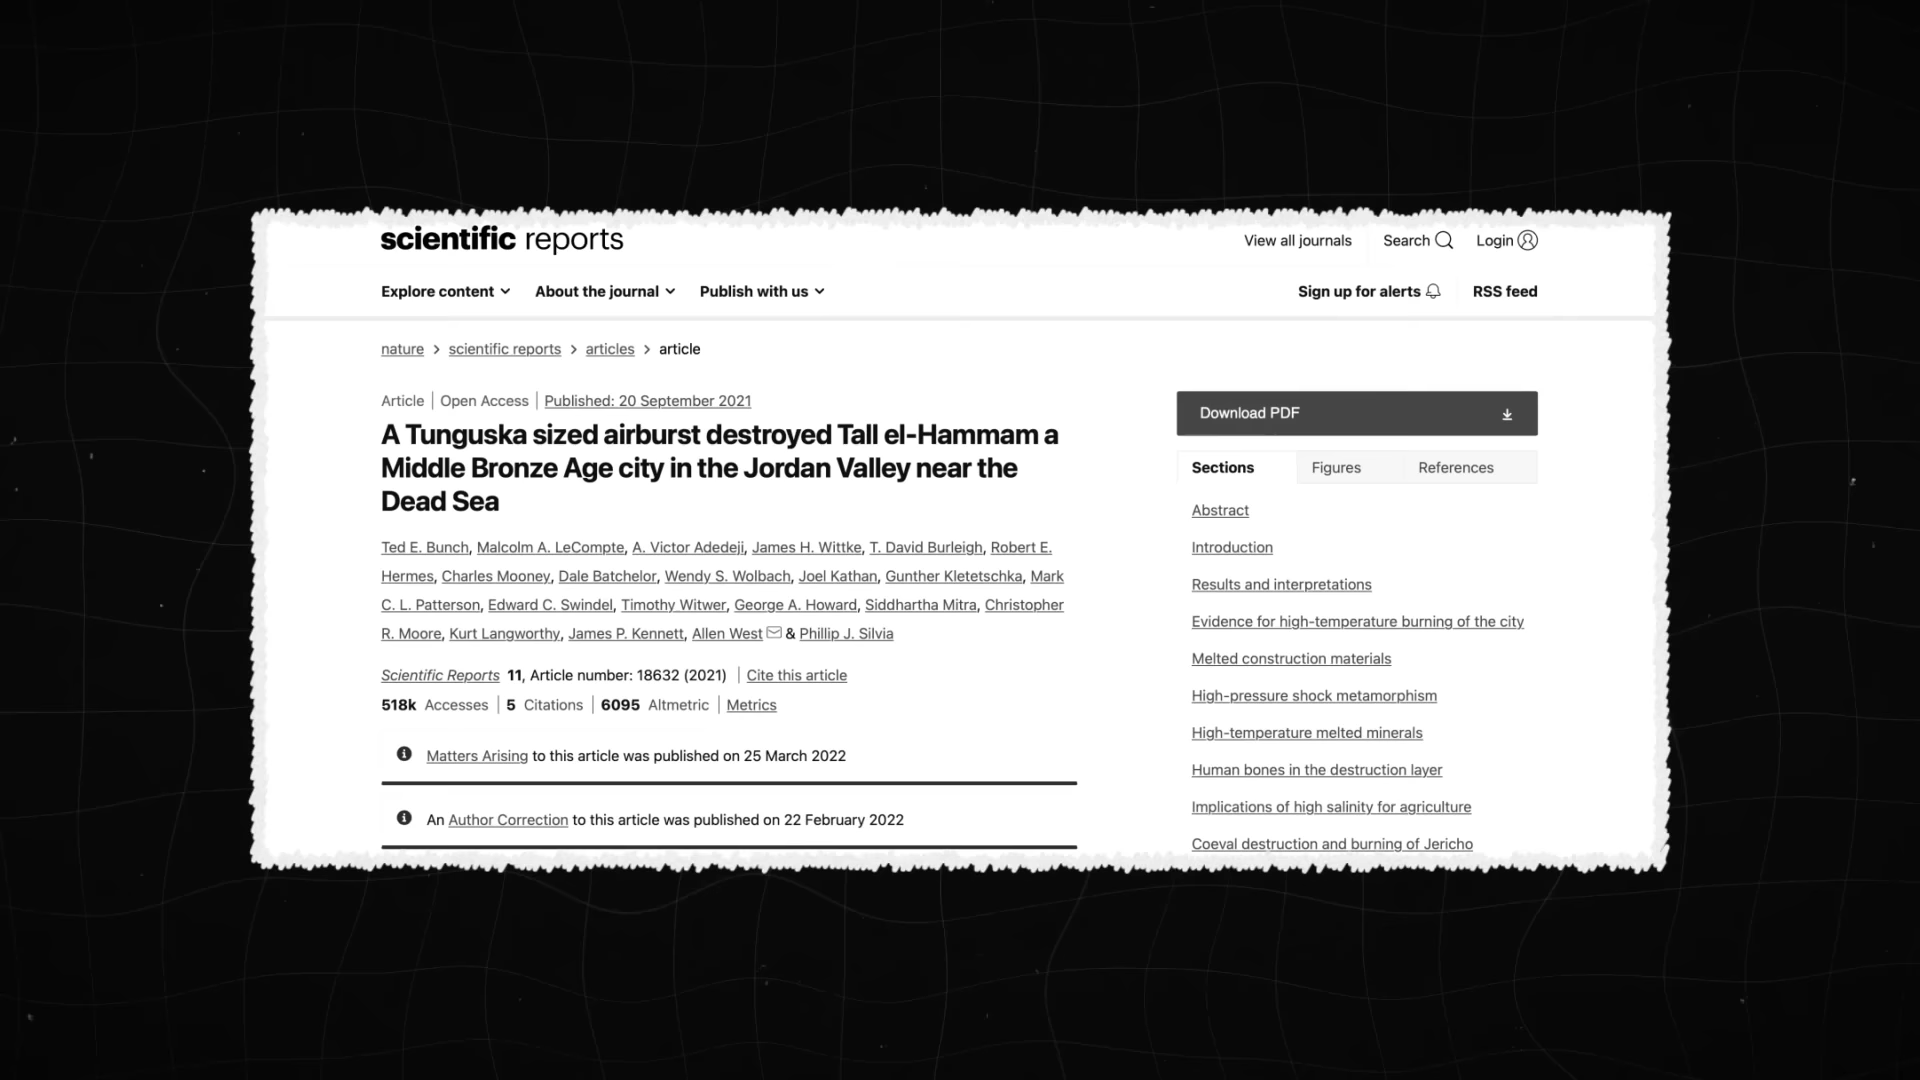 scientific reports
View all journals
Search
Login
Explore content
About the journal
Publish with us
Sign up for alerts
RSS feed
nature > scientific reports > articles > article
Article | Open Access | Published: 20 September 2021
A Tunguska sized airburst destroyed Tall el-Hammam a
Middle Bronze Age city in the Jordan Valley near the
Dead Sea
Ted E. Bunch, Malcolm A. LeCompte, A. Victor Adedeji, James H. Wittke, T. David Burleigh, Robert E.
Hermes, Charles Mooney, Dale Batchelor, Wendy S. Wolbach, Joel Kathan, Gunther Kletetschka, Mark
C. L. Patterson, Edward C. Swindel, Timothy Witwer, George A. Howard, Siddhartha Mitra, Christopher
R. Moore, Kurt Langworthy, James P. Kennett, Allen West & Phillip J. Silvia
Scientific Reports 11, Article number: 18632 (2021) | Cite this article
518k Accesses | 5 Citations | 6095 Altmetric | Metrics
Matters Arising to this article was published on 25 March 2022
An Author Correction to this article was published on 22 February 2022
Download PDF
Sections
Figures
References
Abstract
Introduction
Results and interpretations
Evidence for high-temperature burning of the city
Melted construction materials
High-pressure shock metamorphism
High-temperature melted minerals
Human bones in the destruction layer
Implications of high salinity for agriculture
Coeval destruction and burning of Jericho